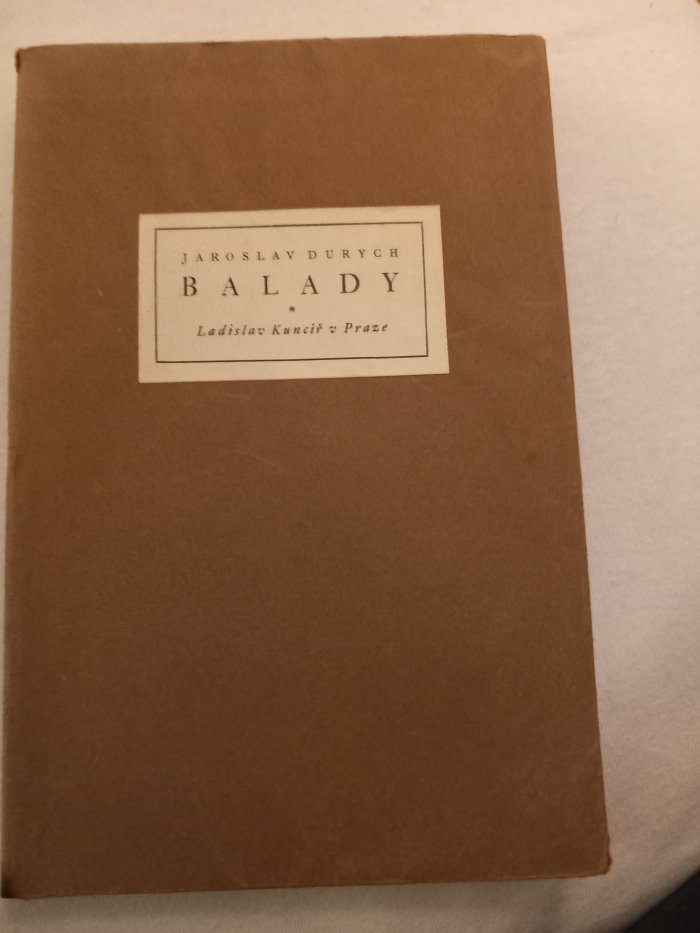 JAROSLAV DURYCH
BALADY
*
Ladislav Kuncíř v Praze